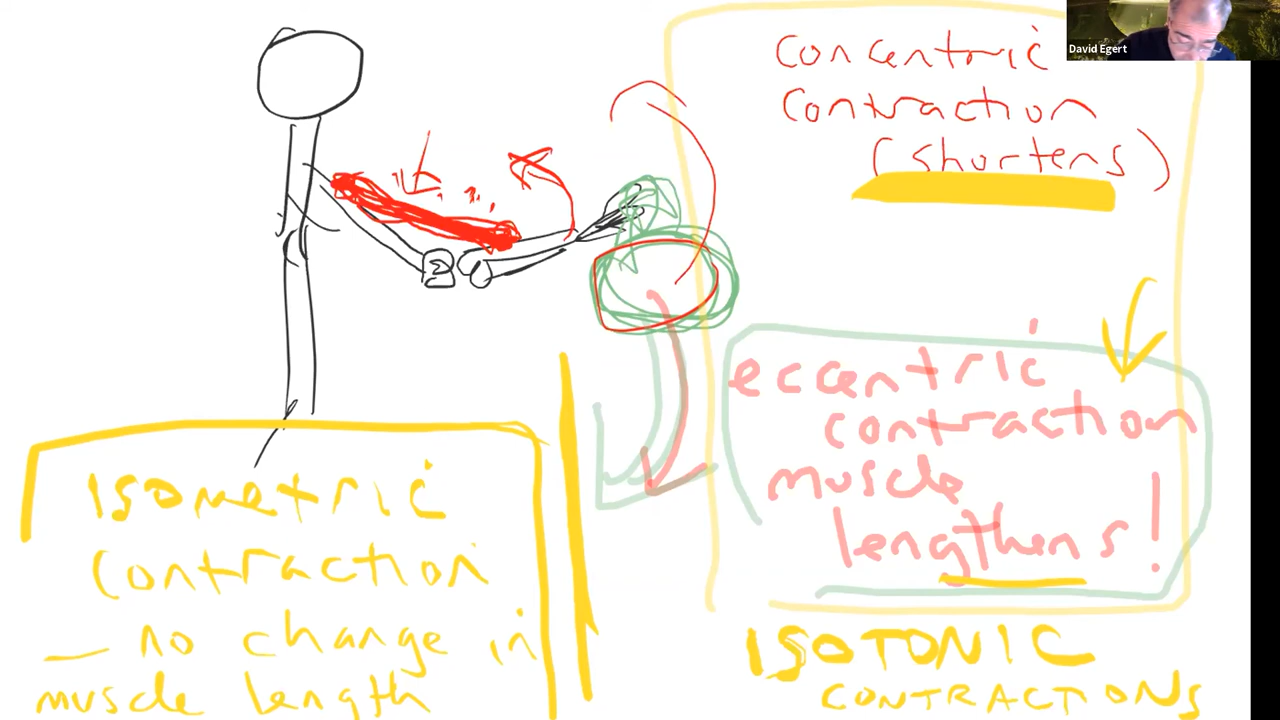 David Egert
concentric
contraction
(shortens)
eccentric
contraction
muscle
lengthens!
ISOTONIC
CONTRACTIONS
Isometric
Contraction
— no change in
muscle length